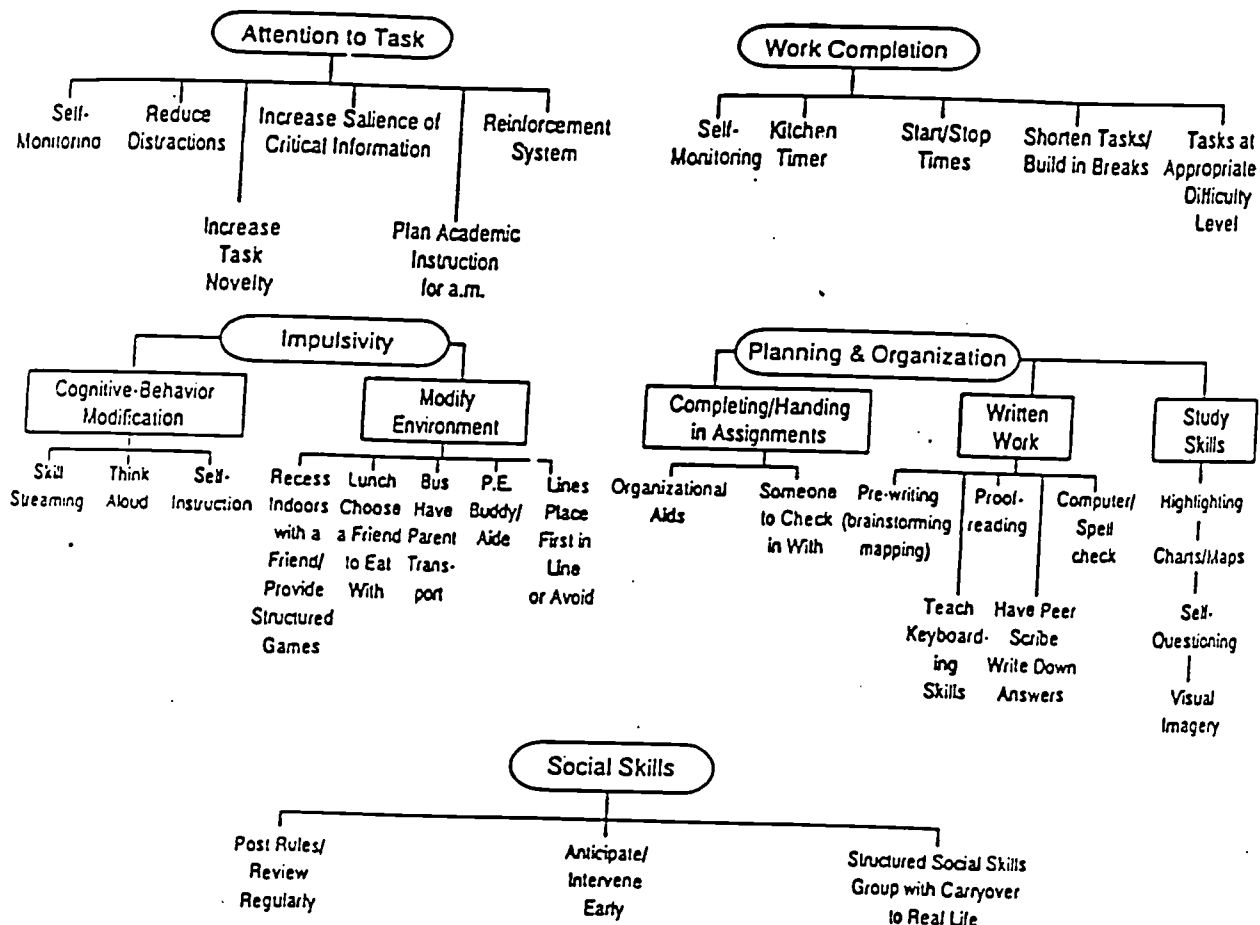 Attention to Task
Self-
Monitoring
Reduce
Distractions
Increase Salience of
Critical Information
Reinforcement
System
Increase
Task
Novelty
Plan Academic
Instruction
for a.m.
Work Completion
Self-
Monitoring
Kitchen
Timer
Start/Stop
Times
Shorten Tasks/
Build in Breaks
Tasks at
Appropriate
Difficulty
Level
Impulsivity
Cognitive-Behavior
Modification
Skill
Streaming
Think
Aloud
Self-
Instruction
Modify
Environment
Recess
Indoors
with a
Friend/
Provide
Structured
Games
Lunch
Choose
a Friend
to Eat
With
Bus
Have
Parent
Trans-
port
P.E.
Buddy/
Aide
Lines
Place
First in
Line
or Avoid
Planning & Organization
Completing/Handing
in Assignments
Organizational
Aids
Someone
to Check
in With
Written
Work
Pre-writing
(brainstorming
mapping)
Proof-
reading
Computer/
Spell
check
Teach
Keyboard-
ing
Skills
Have Peer
Scribe
Write Down
Answers
Study
Skills
Highlighting
Charts/Maps
Self-
Questioning
Visual
Imagery
Social Skills
Post Rules/
Review
Regularly
Anticipate/
Intervene
Early
Structured Social Skills
Group with Carryover
to Real Life